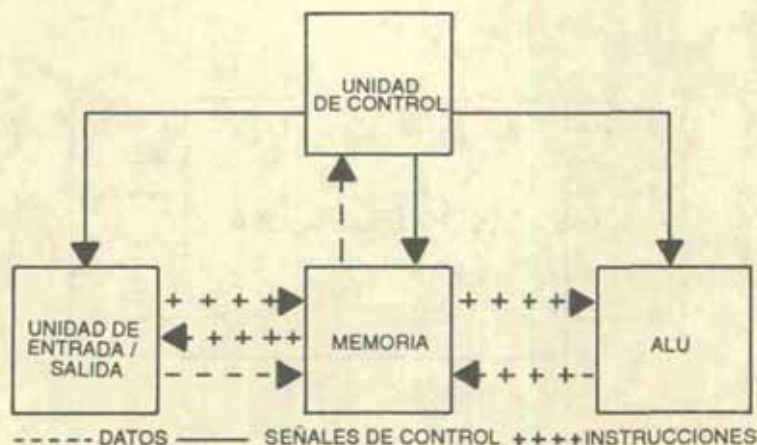 UNIDAD
DE CONTROL
UNIDAD DE
ENTRADA /
SALIDA
MEMORIA
ALU
----- DATOS ——— SEÑALES DE CONTROL ++++INSTRUCCIONES